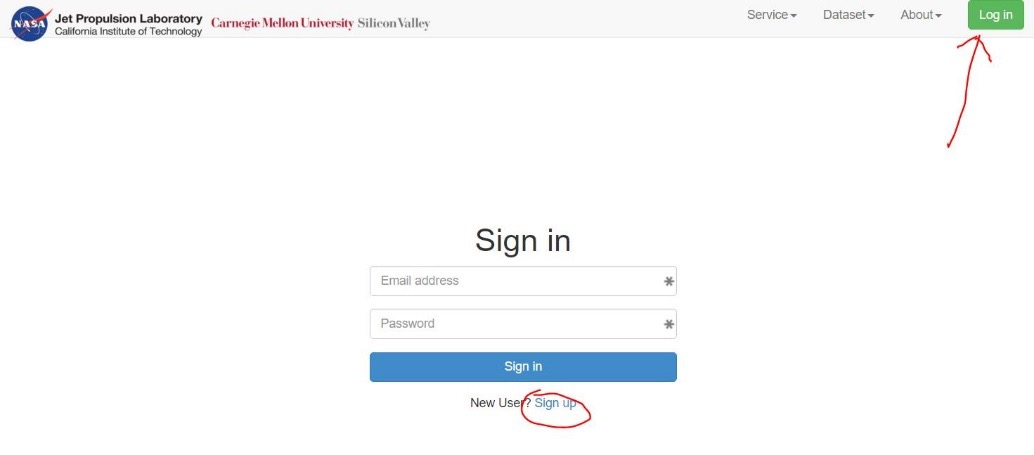 NASA Jet Propulsion Laboratory Carnegie Mellon University Silicon Valley Service Dataset About Log in
California Institute of Technology
Sign in
Email address
Password
Sign in
New User? Sign up